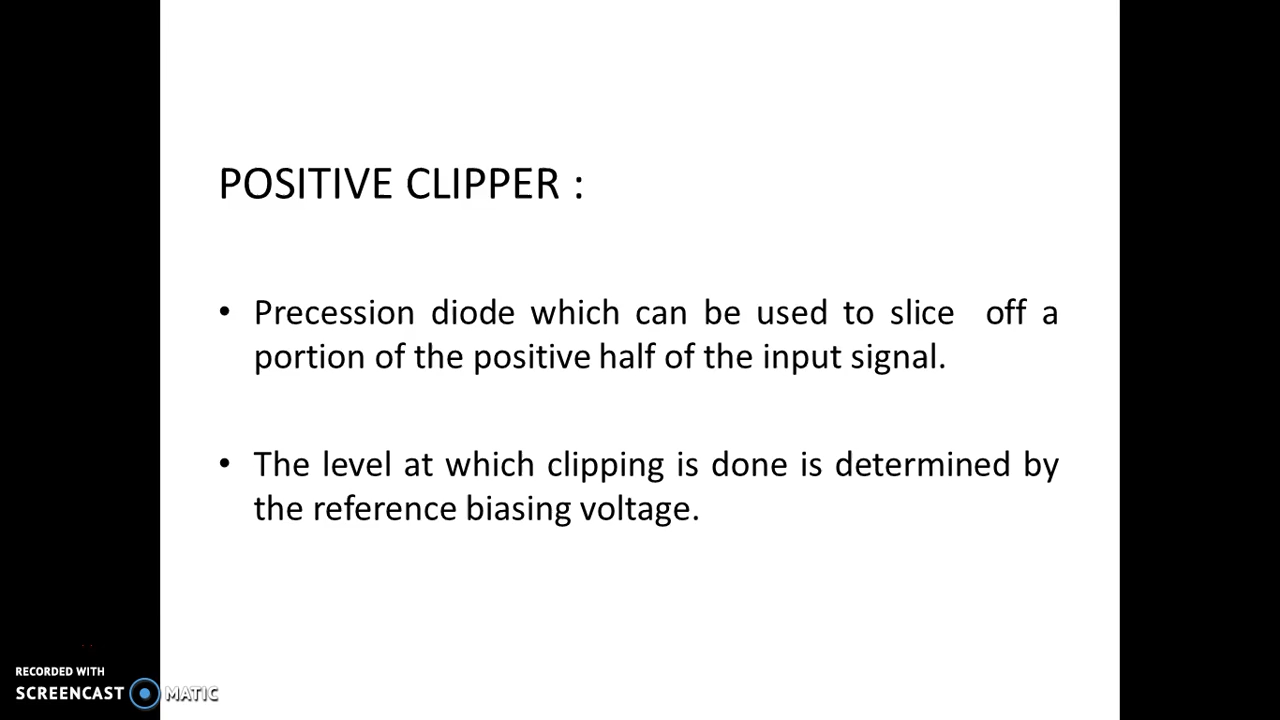 POSITIVE CLIPPER :
• Precession diode which can be used to slice off a
portion of the positive half of the input signal.
• The level at which clipping is done is determined by
the reference biasing voltage.
RECORDED WITH
SCREENCAST MATIC